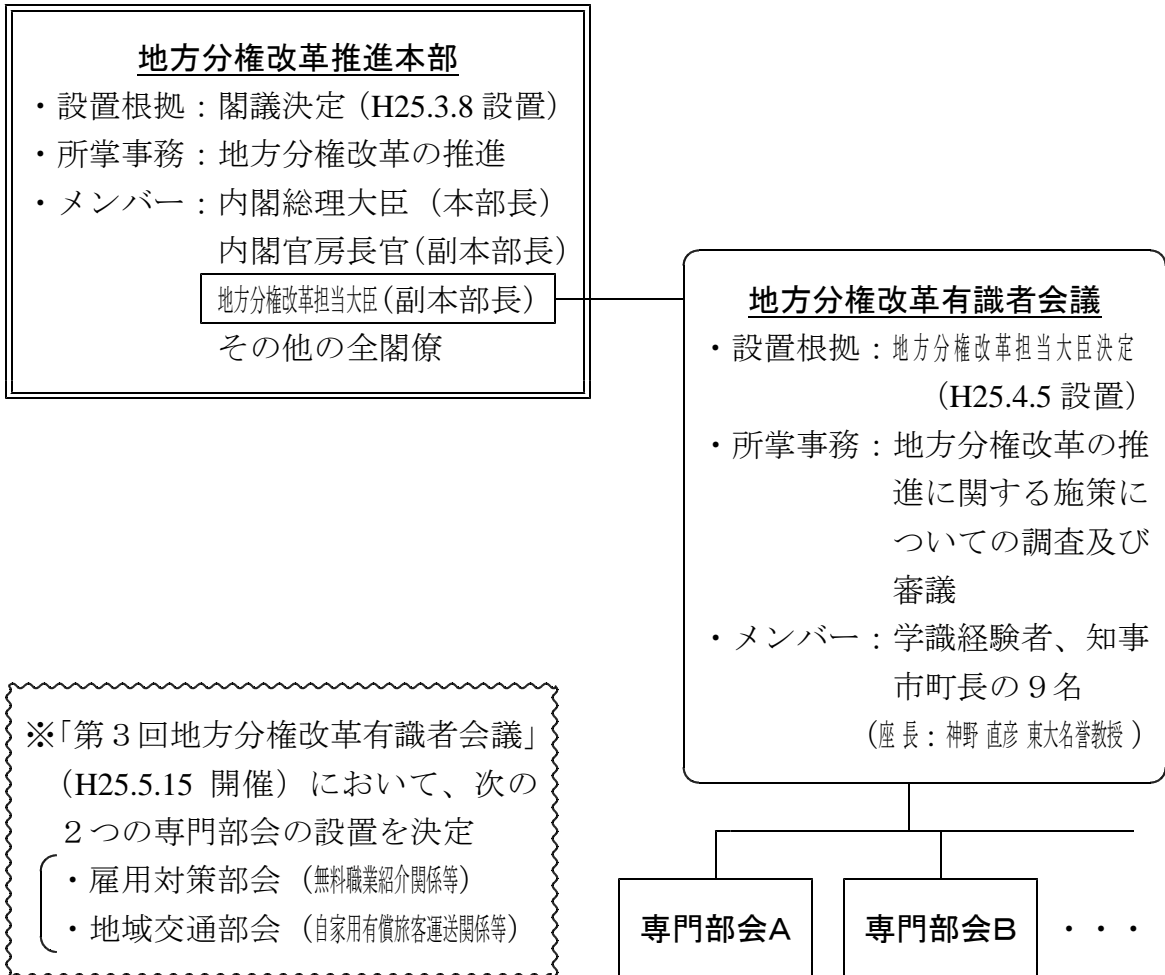 地方分権改革推進本部
・設置根拠：閣議決定（H25.3.8 設置）
・所掌事務：地方分権改革の推進
・メンバー：内閣総理大臣（本部長）
内閣官房長官（副本部長）
地方分権改革担当大臣（副本部長）
その他の全閣僚
地方分権改革有識者会議
・設置根拠：地方分権改革担当大臣決定
（H25.4.5 設置）
・所掌事務：地方分権改革の推
進に関する施策に
ついての調査及び
審議
・メンバー：学識経験者、知事
市町長の９名
（座長：神野 直彦 東大名誉教授）
※「第３回地方分権改革有識者会議」
（H25.5.15 開催）において、次の
２つの専門部会の設置を決定
・雇用対策部会（無料職業紹介関係等）
・地域交通部会（自家用有償旅客運送関係等）
専門部会A
専門部会B
・・・